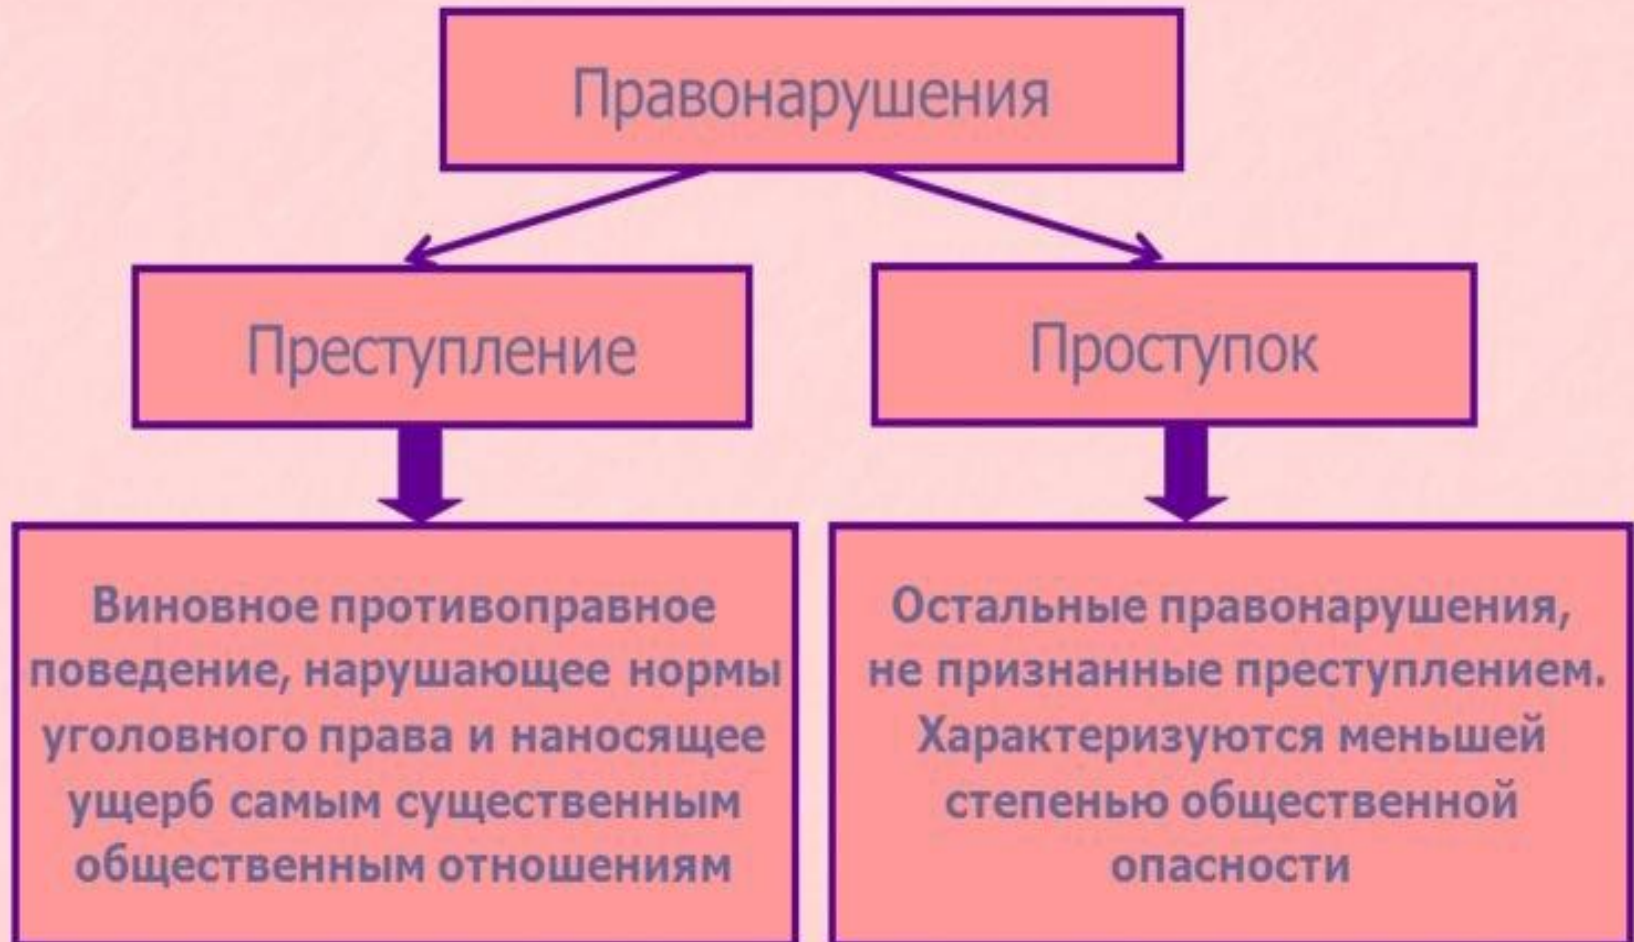 Правонарушения
Преступление
Проступок
Виновное противоправное
поведение, нарушающее нормы
уголовного права и наносящее
ущерб самым существенным
общественным отношениям
Остальные правонарушения,
не признанные преступлением.
Характеризуются меньшей
степенью общественной
опасности